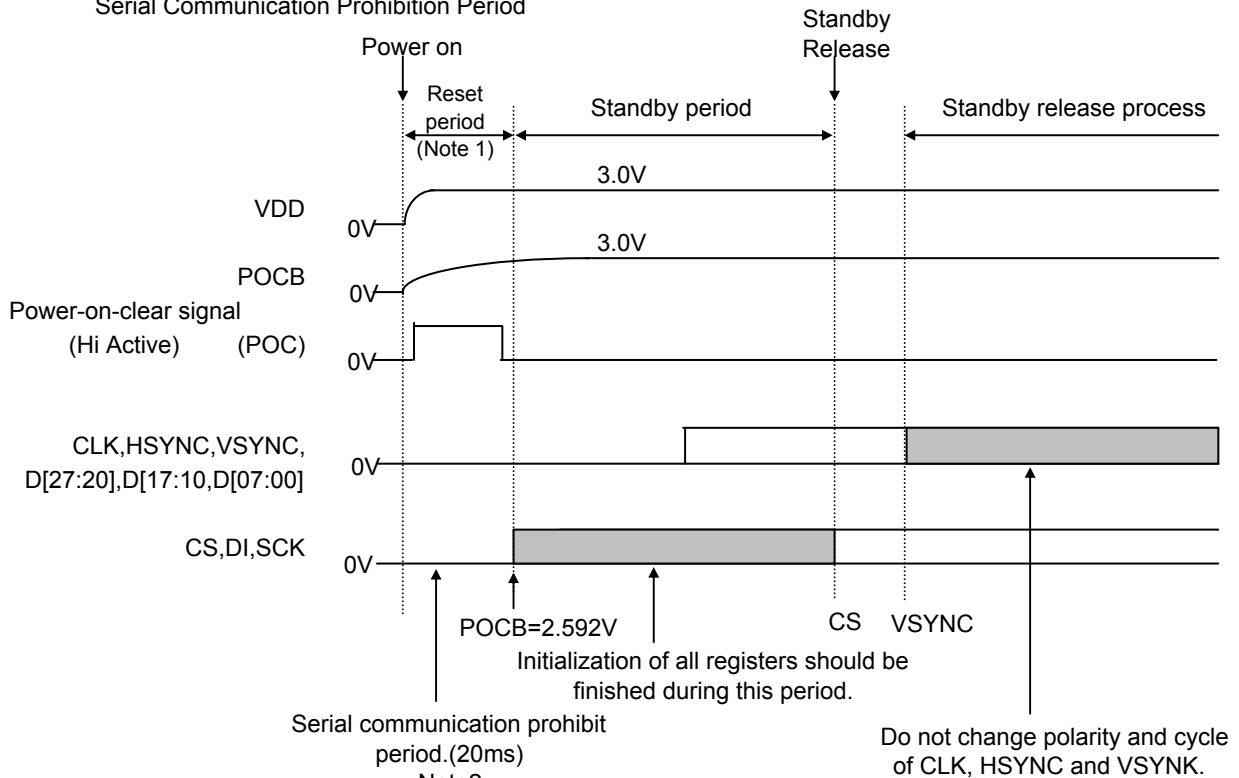 Serial Communication Prohibition Period
Standby
Release
Power on
Reset
period
(Note 1)
Standby period
Standby release process
3.0V
VDD
0V
3.0V
POCB
0V
Power-on-clear signal
(Hi Active) (POC)
0V
CLK,HSYNC,VSYNC,
D[27:20],D[17:10,D[07:00]
0V
CS,DI,SCK
0V
POCB=2.592V
CS VSYNC
Initialization of all registers should be
finished during this period.
Serial communication prohibit
period.(20ms)
Note2
Do not change polarity and cycle
of CLK, HSYNC and VSYNK.